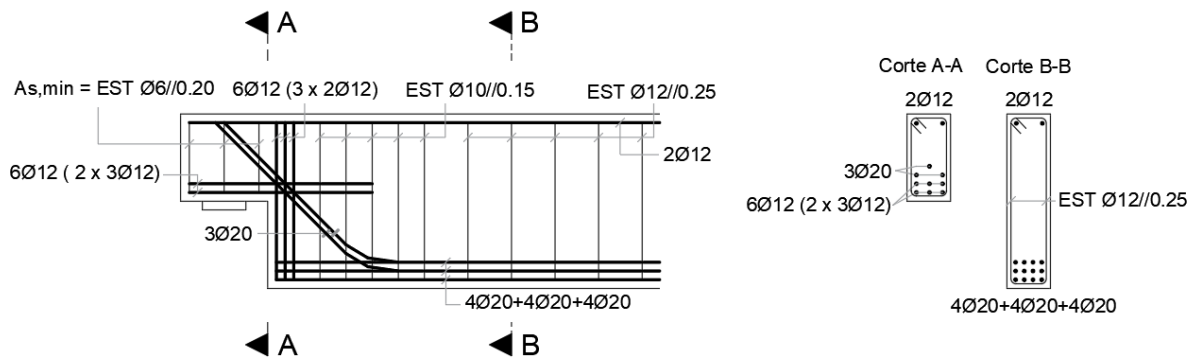 A
B
As,min = EST Ø6//0.20
6Ø12 (3 x 2Ø12)
EST Ø10//0.15
EST Ø12//0.25
2Ø12
6Ø12 ( 2 x 3Ø12)
3Ø20
4Ø20+4Ø20+4Ø20
A
B
Corte A-A
2Ø12
3Ø20
6Ø12 (2 x 3Ø12)
Corte B-B
2Ø12
EST Ø12//0.25
4Ø20+4Ø20+4Ø20